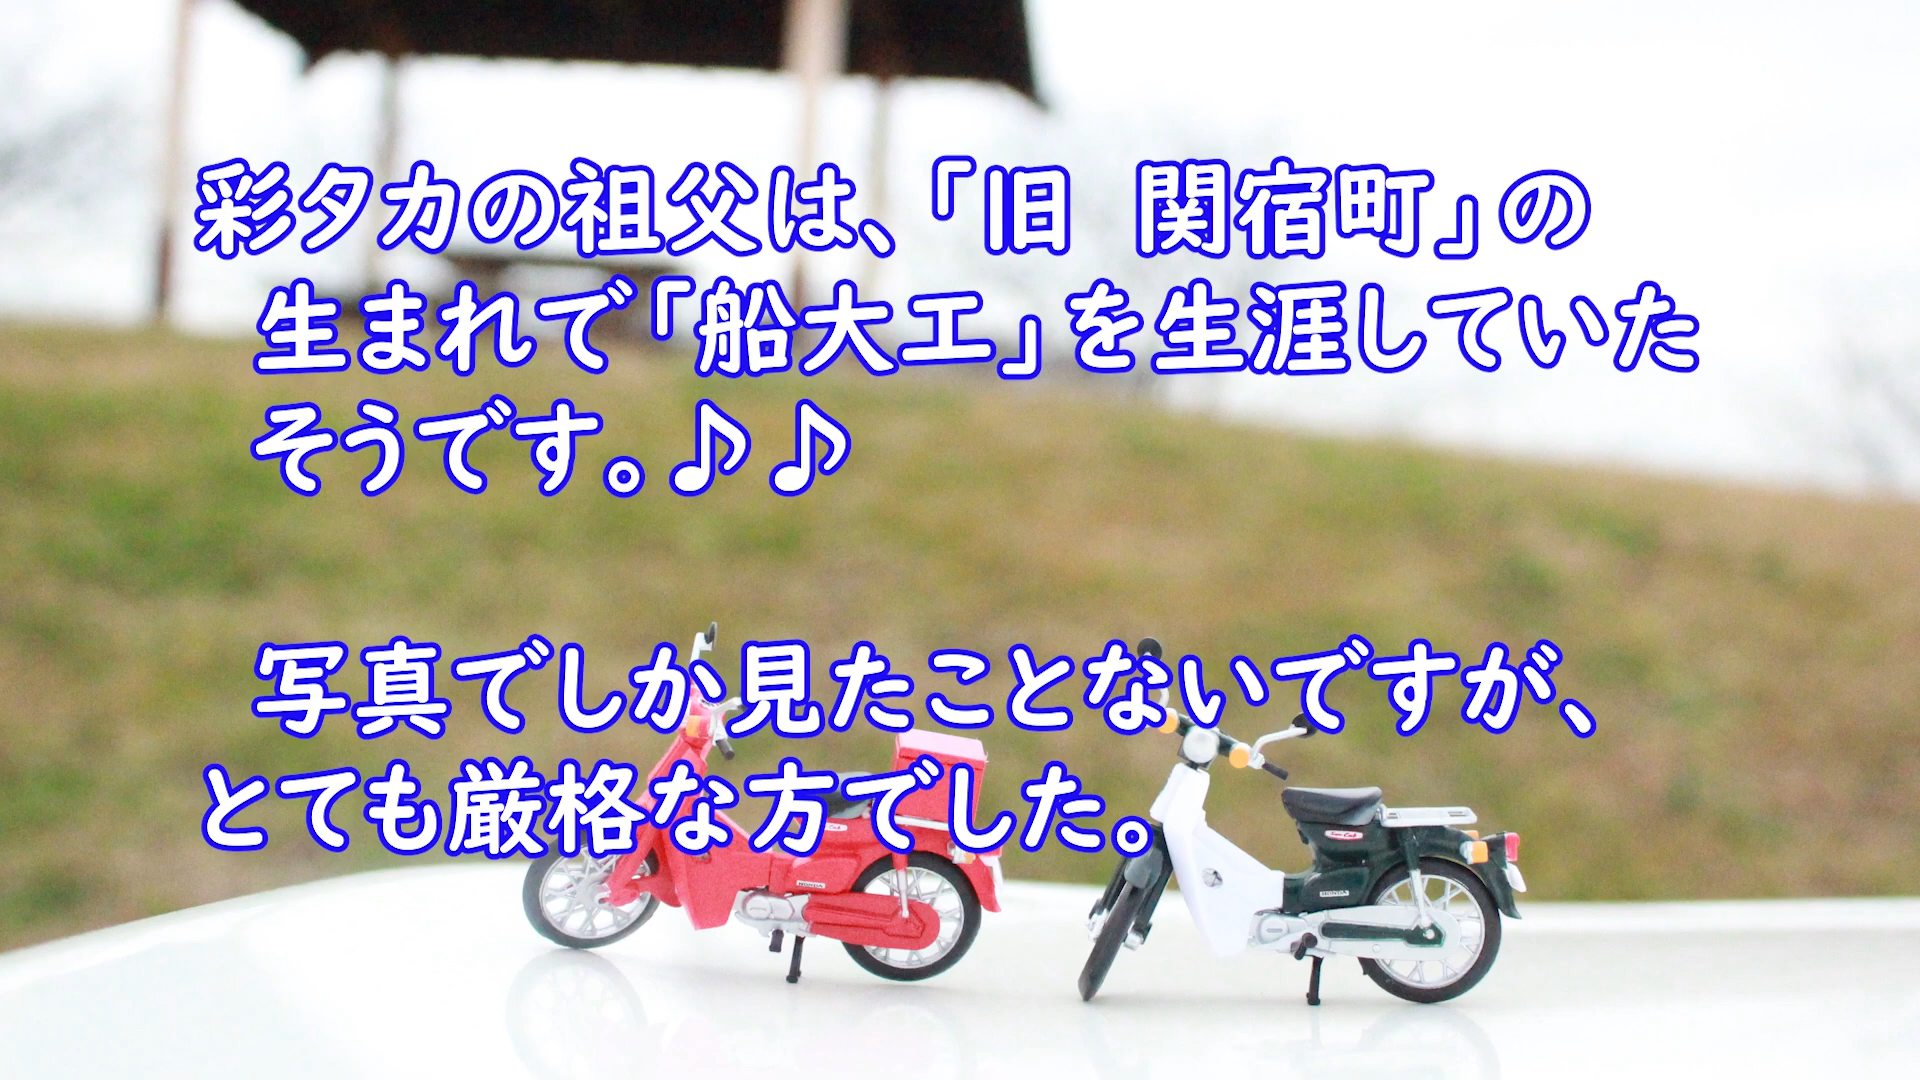 彩タカの祖父は、「旧　関宿町」の
生まれで「船大工」を生涯していた
そうです。♪♪
写真でしか見たことないですが、
とても厳格な方でした。
HONDA
HONDA